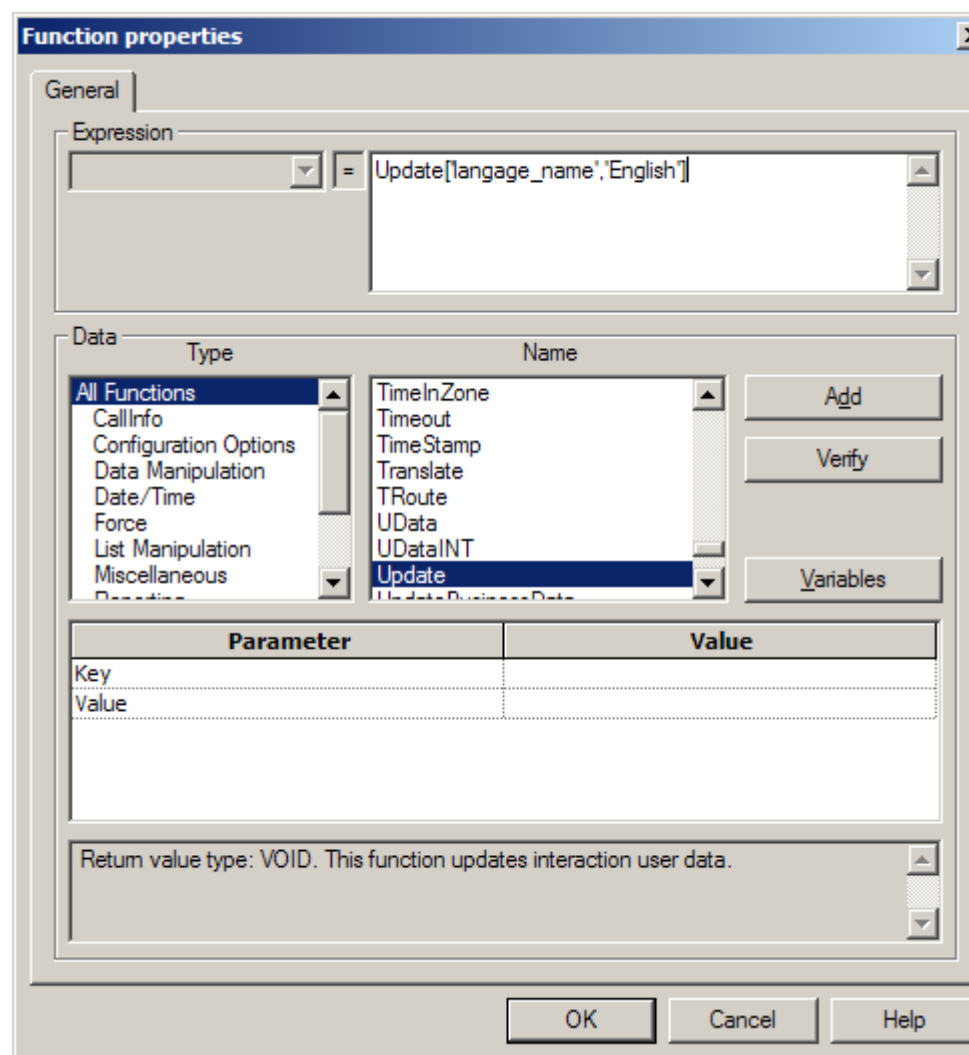 Function properties
General
Expression
=
Update['langage_name','English']
Data
Type
Name
All Functions
CallInfo
Configuration Options
Data Manipulation
Date/Time
Force
List Manipulation
Miscellaneous
Reporting
TimeInZone
Timeout
TimeStamp
Translate
TRoute
UData
UDataINT
Update
UpdateBusinessData
Add
Verify
Variables
Parameter Value
Key
Value
Return value type: VOID. This function updates interaction user data.
OK Cancel Help